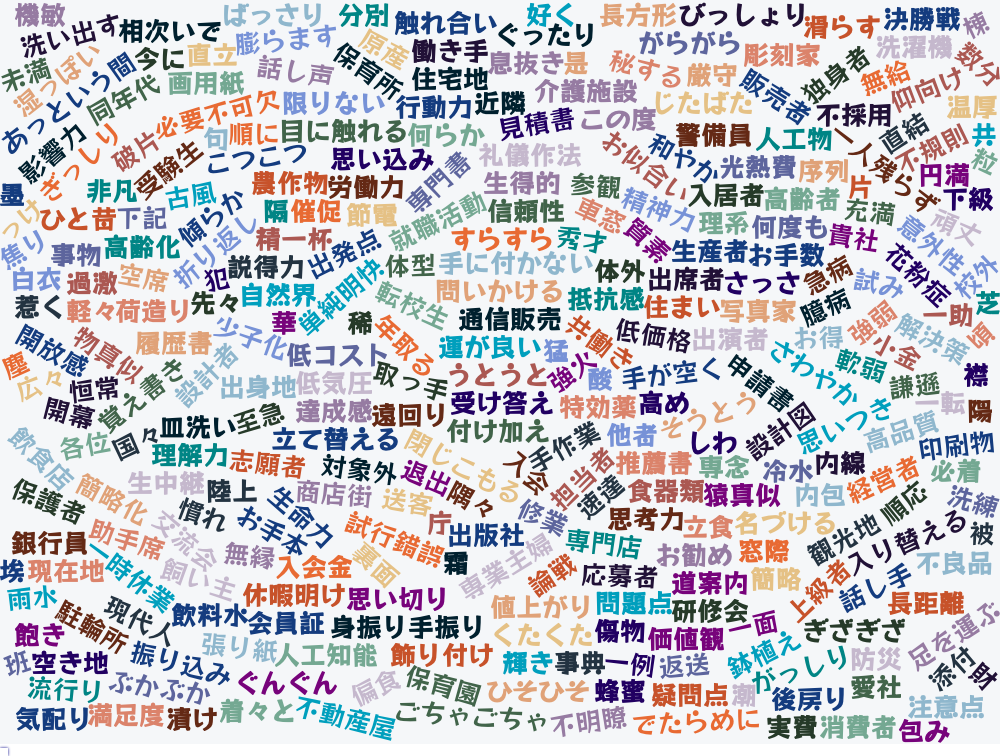 機敏
ばっさり
分別
触れ合い
好く
長方形
びっしょり
滑らす
決勝戦
棟
洗い出す
相次いで
膨らます
原産
働き手
ぐったり
がらがら
彫刻家
洗濯機
数分
未満
湿っぽい
あっという間
今に
直立
話し声
保育所
住宅地
息抜き
是
秘する
厳守
販売者
独身者
無給
仰向け
同年代
画用紙
限りない
行動力
近隣
介護施設
じたばた
不採用
温厚
影響力
ぎっしり
破片
必要不可欠
句
順に
目に触れる
何らか
見積書
この度
警備員
人工物
一人残らず
直結
不規則
共
粒
墨
非凡
受験生
こつこつ
思い込み
専門書
礼儀作法
お似合い
和やか
光熱費
序列
片
円満
下級
つけ
ひと昔
下記
古風
傾らか
農作物
労働力
隔
催促
節電
就職活動
生得的
信頼性
参観
車窓
精神力
質素
入居者
理系
高齢者
何度も
充満
貴社
意外性
頑丈
焦り
事物
高齢化
折り返し
精一杯
説得力
出発点
体型
すらすら
手に付かない
秀才
体外
生産者
お手数
出席者
さっさ
急病
試み
花粉症
校外
白衣
過激
空席
犯
自然界
単純明快
転校生
問いかける
抵抗感
住まい
写真家
臆病
一助
芝
惹く
軽々
荷造り
先々
華
稀
年取る
通信販売
共働き
低価格
出演者
お得
強弱
小金
解決策
頃
開放感
物真似
履歴書
少子化
低コスト
運が良い
猛
強火
酸
手が空く
申請書
さわやか
軟弱
謙遜
襟
塵
広々
恒常
覚え書き
設計者
出身地
低気圧
取っ手
うとうと
受け答え
特効薬
高め
そうとう
設計図
思いつき
一転
陽
開幕
国々
皿洗い
至急
達成感
遠回り
付け加え
手作業
他者
しわ
高品質
印刷物
飲食店
各位
理解力
志願者
立て替える
対象外
閉じこもる
退出
隅々
入会
担当者
速達
推薦書
専念
冷水
内線
経営者
必着
保護者
簡略化
生中継
陸上
生命力
商店街
送客
庁
修業
食器類
猿真似
内包
順応
洗練
慣れ
お手本
試行錯誤
出版社
思考力
立食
名づける
観光地
入り替える
被
銀行員
助手席
交流会
無縁
裏面
霜
専業主婦
専門店
お勧め
窓際
不良品
埃
現在地
一時休業
飼い主
入会金
論戦
応募者
道案内
簡略
上級者
話し手
長距離
雨水
駐輪所
現代人
飲料水
会員証
休暇明け
思い切り
値上がり
問題点
研修会
足を運ぶ
飽き
振り込み
張り紙
身振り手振り
くたくた
傷物
価値観
一面
ぎざぎざ
班
空き地
人工知能
飾り付け
輝き
事典
一例
返送
鉢植え
がっしり
防災
添付
財
流行り
ぶかぶか
ぐんぐん
偏食
保育園
ひそひそ
蜂蜜
疑問点
潮
後戻り
愛社
注意点
気配り
満足度
漬け
着々と
不動産屋
ごちゃごちゃ
不明瞭
でたらめに
実費
消費者
包み